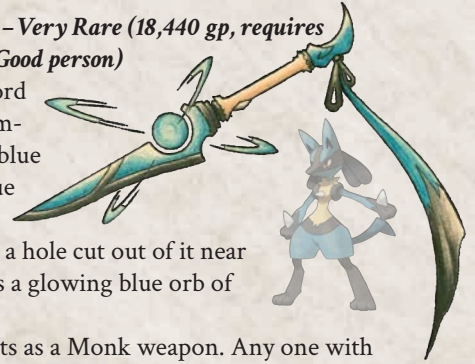 – Very Rare (18,440 gp, requires
Good person)
ord
m-
blue
ue
a hole cut out of it near
s a glowing blue orb of
ts as a Monk weapon. Any one with